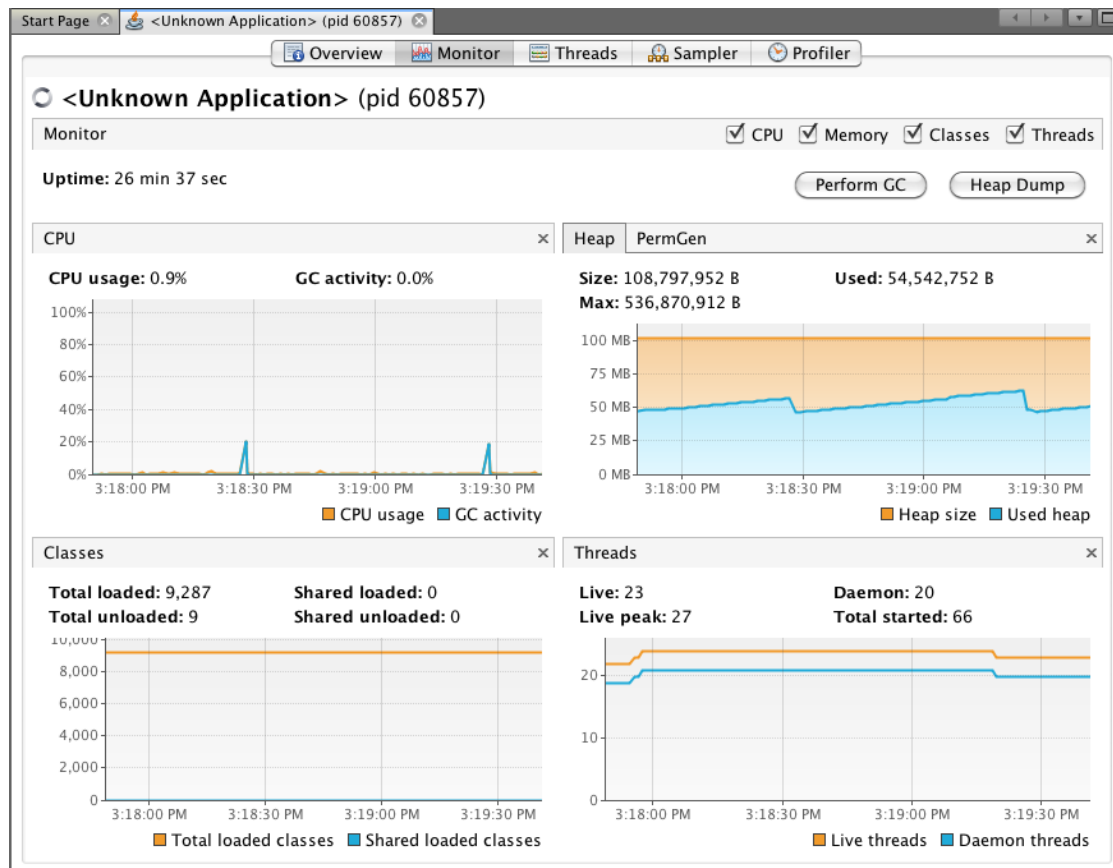 Start Page
<Unknown Application> (pid 60857)
Overview Monitor Threads Sampler Profiler
<Unknown Application> (pid 60857)
Monitor
CPU Memory Classes Threads
Uptime: 26 min 37 sec
Perform GC Heap Dump
CPU
CPU usage: 0.9% GC activity: 0.0%
100%
80%
60%
40%
20%
0%
3:18:00 PM 3:18:30 PM 3:19:00 PM 3:19:30 PM
CPU usage GC activity
Heap PermGen
Size: 108,797,952 B Used: 54,542,752 B
Max: 536,870,912 B
100 MB
75 MB
50 MB
25 MB
0 MB
3:18:00 PM 3:18:30 PM 3:19:00 PM 3:19:30 PM
Heap size Used heap
Classes
Total loaded: 9,287 Shared loaded: 0
Total unloaded: 9 Shared unloaded: 0
10,000
8,000
6,000
4,000
2,000
0
3:18:00 PM 3:18:30 PM 3:19:00 PM 3:19:30 PM
Total loaded classes Shared loaded classes
Threads
Live: 23 Daemon: 20
Live peak: 27 Total started: 66
20
10
0
3:18:00 PM 3:18:30 PM 3:19:00 PM 3:19:30 PM
Live threads Daemon threads